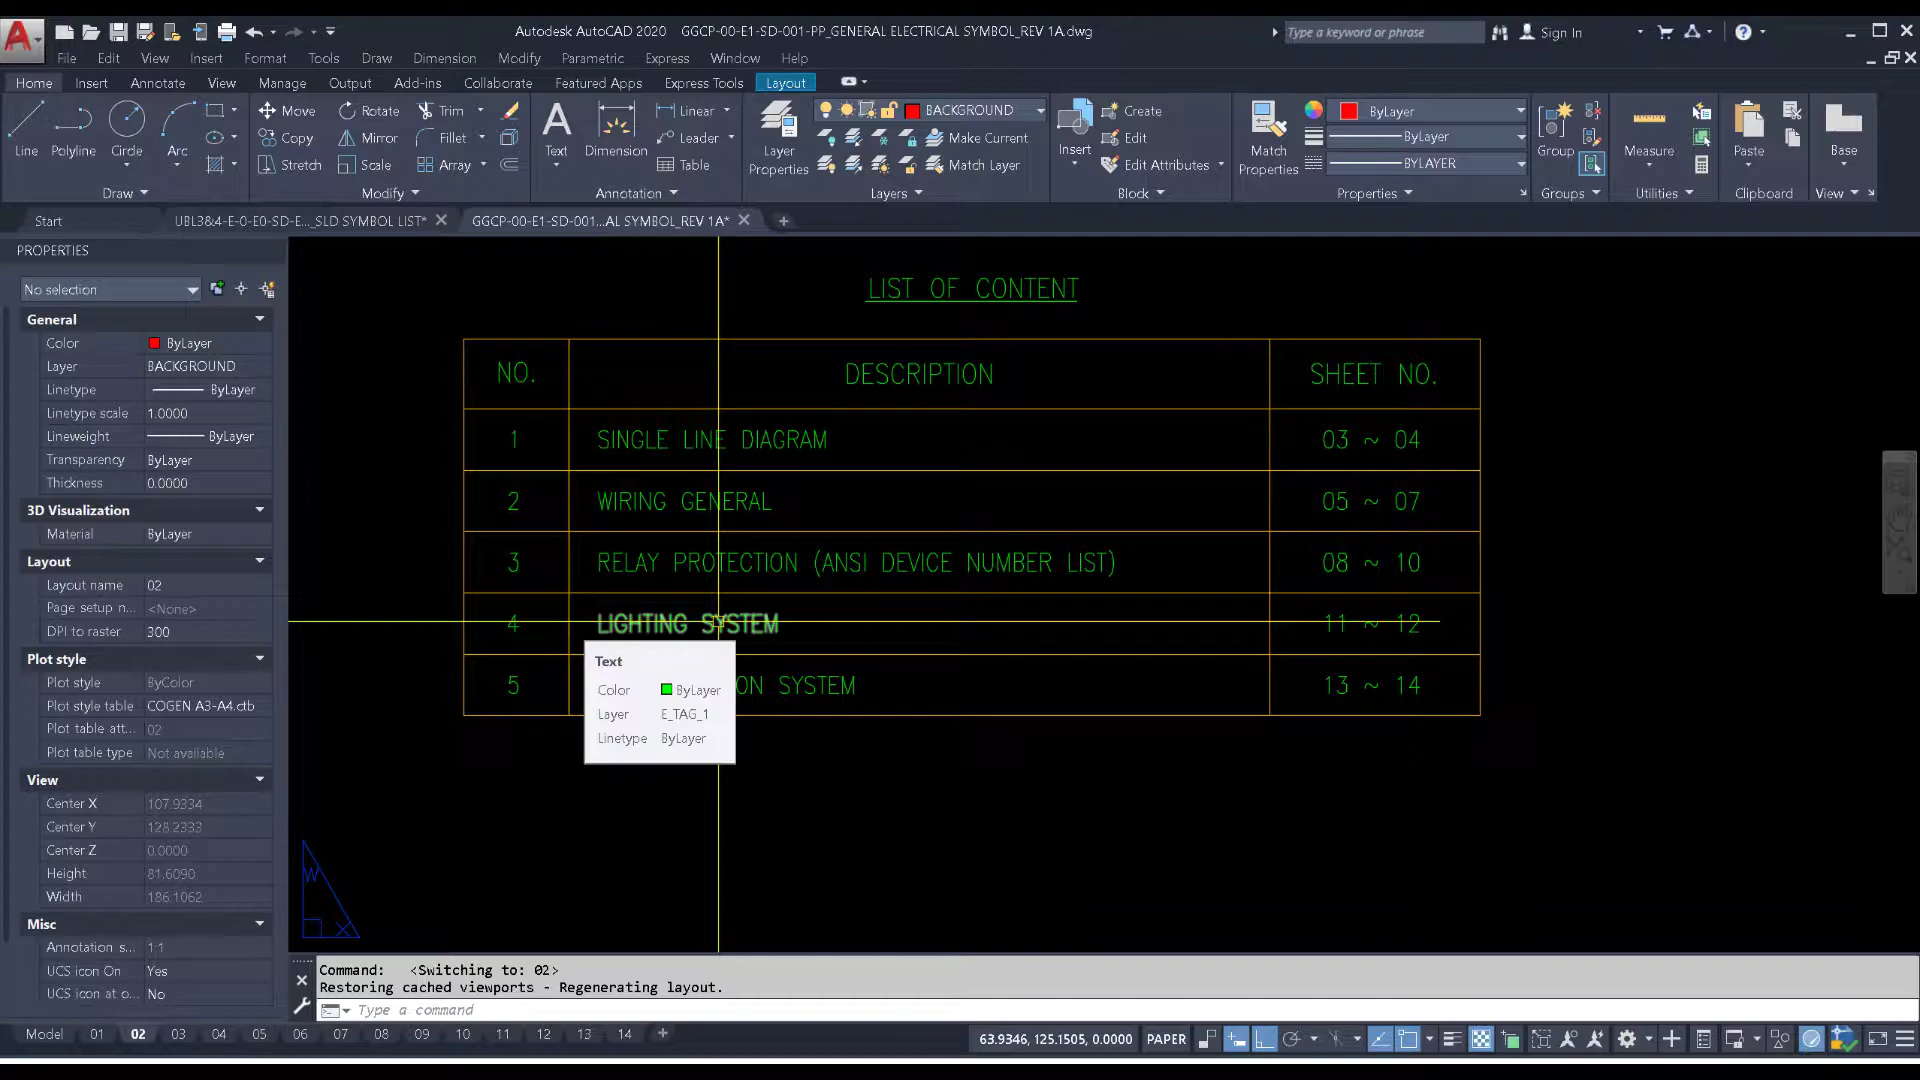 Autodesk AutoCAD 2020 GGCP-00-E1-SD-001-PP_GENERAL ELECTRICAL SYMBOL_REV 1A.dwg
Type a keyword or phrase
Sign In
File Edit View Insert Format Tools Draw Dimension Modify Parametric Express Window Help
Home Insert Annotate View Manage Output Add-ins Collaborate Featured Apps Express Tools Layout
Line Polyline Circle Arc
Move Rotate Trim
Copy Mirror Fillet
Stretch Scale Array
Text Dimension
Linear
Leader
Table
Layer Properties
BACKGROUND
Make Current
Match Layer
Insert
Create
Edit
Edit Attributes
Match Properties
ByLayer
ByLayer
BYLAYER
Group
Measure
Paste
Base
Draw Modify Annotation Layers Block Properties Groups Utilities Clipboard View
Start UBL3&4-E-0-E0-SD-E..._SLD SYMBOL LIST* GGCP-00-E1-SD-001...AL SYMBOL_REV 1A*
PROPERTIES
No selection
General
Color ByLayer
Layer BACKGROUND
Linetype ByLayer
Linetype scale 1.0000
Lineweight ByLayer
Transparency ByLayer
Thickness 0.0000
3D Visualization
Material ByLayer
Layout
Layout name 02
Page setup n... <None>
DPI to raster 300
Plot style
Plot style ByColor
Plot style table COGEN A3-A4.ctb
Plot table att... 02
Plot table type Not available
View
Center X 107.9334
Center Y 128.2333
Center Z 0.0000
Height 81.6090
Width 186.1062
Misc
Annotation s... 1:1
UCS icon On Yes
UCS icon at o... No
LIST OF CONTENT
NO. DESCRIPTION SHEET NO.
1 SINGLE LINE DIAGRAM 03 ~ 04
2 WIRING GENERAL 05 ~ 07
3 RELAY PROTECTION (ANSI DEVICE NUMBER LIST) 08 ~ 10
4 LIGHTING SYSTEM 11 ~ 12
5 ON SYSTEM 13 ~ 14
Text
Color ByLayer
Layer E_TAG_1
Linetype ByLayer
W
X
Command: <Switching to: 02>
Restoring cached viewports - Regenerating layout.
Type a command
Model 01 02 03 04 05 06 07 08 09 10 11 12 13 14
63.9346, 125.1505, 0.0000 PAPER